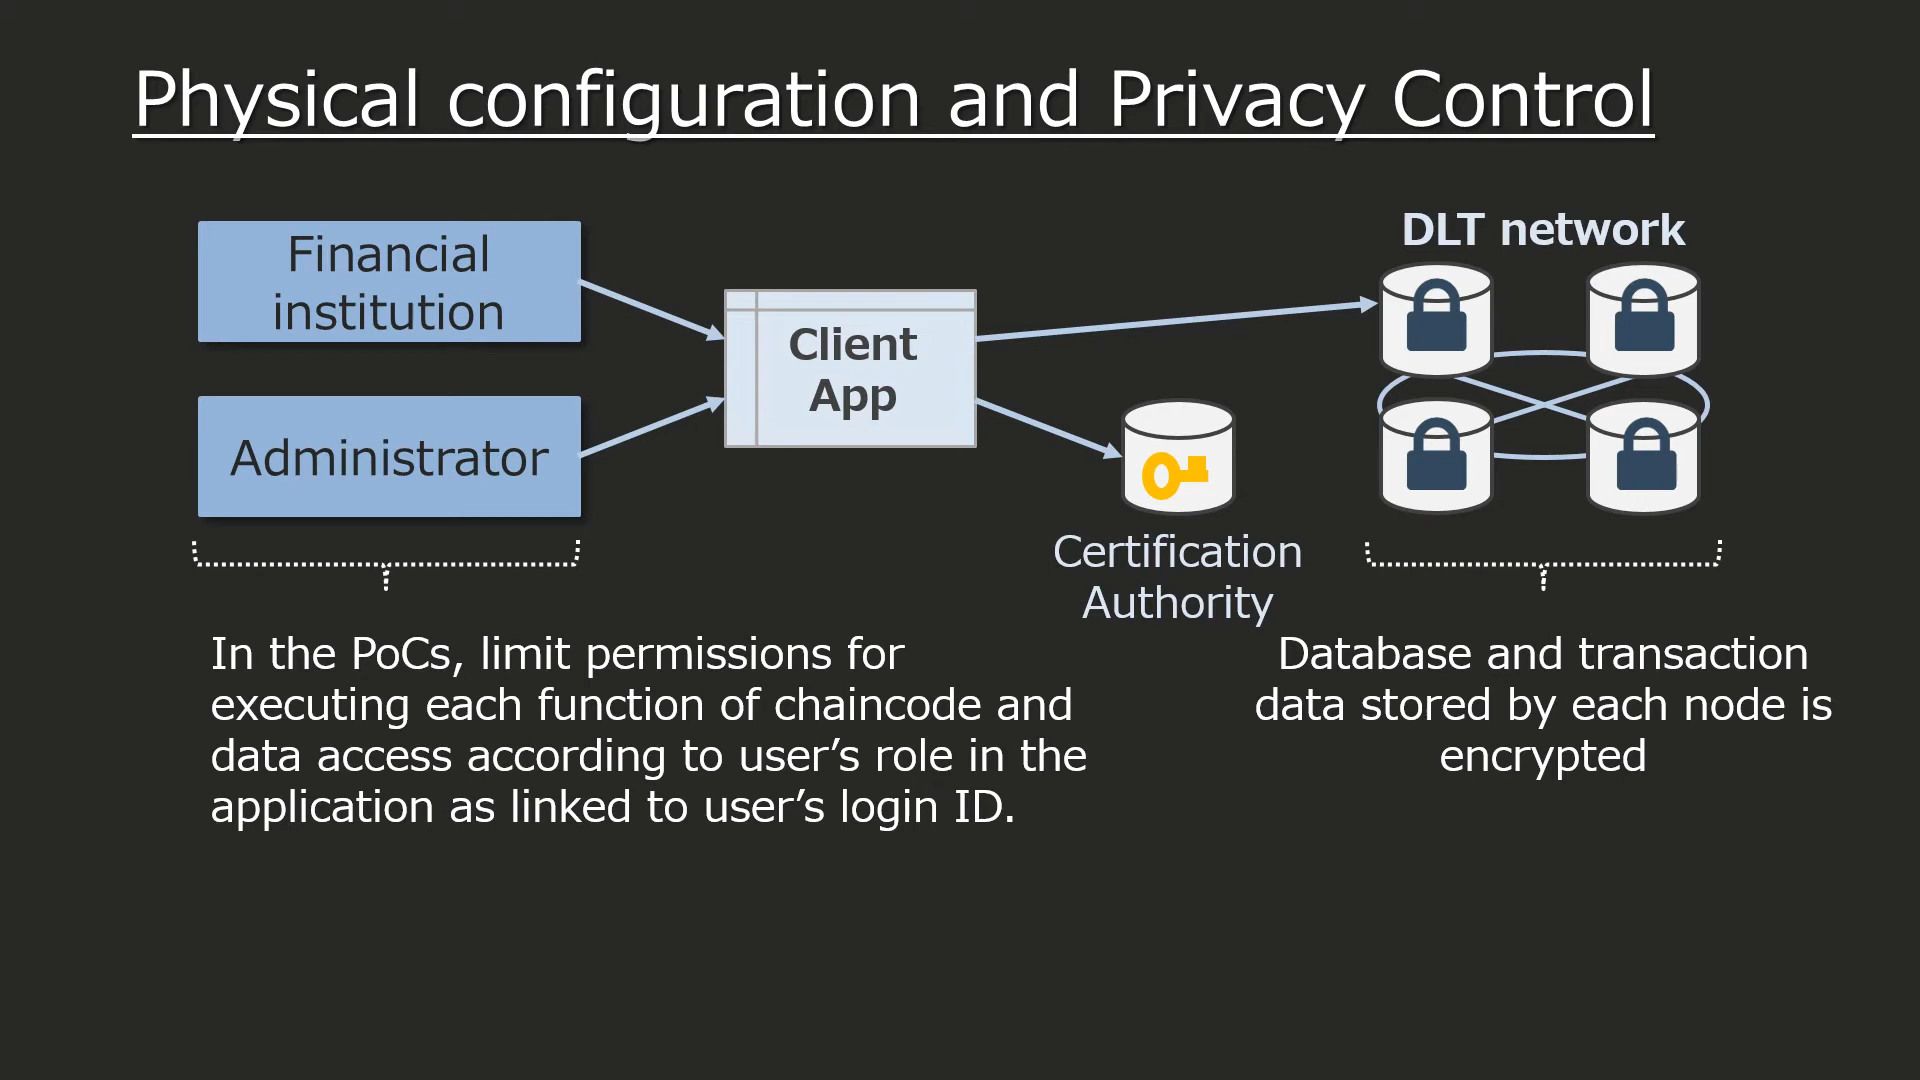 Physical configuration and Privacy Control
Financial
institution
Administrator
Client
App
DLT network
Certification
Authority
In the PoCs, limit permissions for
executing each function of chaincode and
data access according to user’s role in the
application as linked to user’s login ID.
Database and transaction
data stored by each node is
encrypted